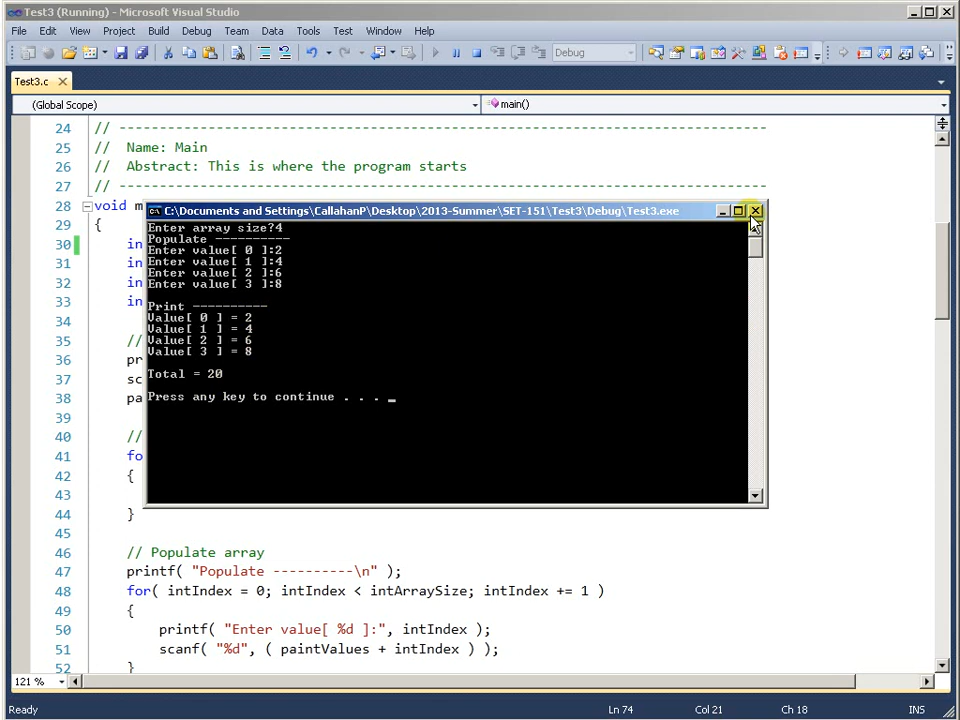 Test3 (Running) - Microsoft Visual Studio
File Edit View Project Build Debug Team Data Tools Test Window Help
Debug
Test3.c
(Global Scope) main()
24 // --------------------------------------------------------------------------------
25 // Name: Main
26 // Abstract: This is where the program starts
27 // --------------------------------------------------------------------------------
28 void m
29 {
30 in
31 in
32 in
33 in
34
35 //
36 pr
37 sc
38 pa
39
40 //
41 fo
42 {
43
44 }
45
46 // Populate array
47 printf( "Populate ----------\n" );
48 for( intIndex = 0; intIndex < intArraySize; intIndex += 1 )
49 {
50 printf( "Enter value[ %d ]:", intIndex );
51 scanf( "%d", ( paintValues + intIndex ) );
52 }
C:\Documents and Settings\CallahanP\Desktop\2013-Summer\SET-151\Test3\Debug\Test3.exe
Enter array size?4
Populate ----------
Enter value[ 0 ]:2
Enter value[ 1 ]:4
Enter value[ 2 ]:6
Enter value[ 3 ]:8
Print ----------
Value[ 0 ] = 2
Value[ 1 ] = 4
Value[ 2 ] = 6
Value[ 3 ] = 8
Total = 20
Press any key to continue . . . _
121 %
Ready Ln 74 Col 21 Ch 18 INS